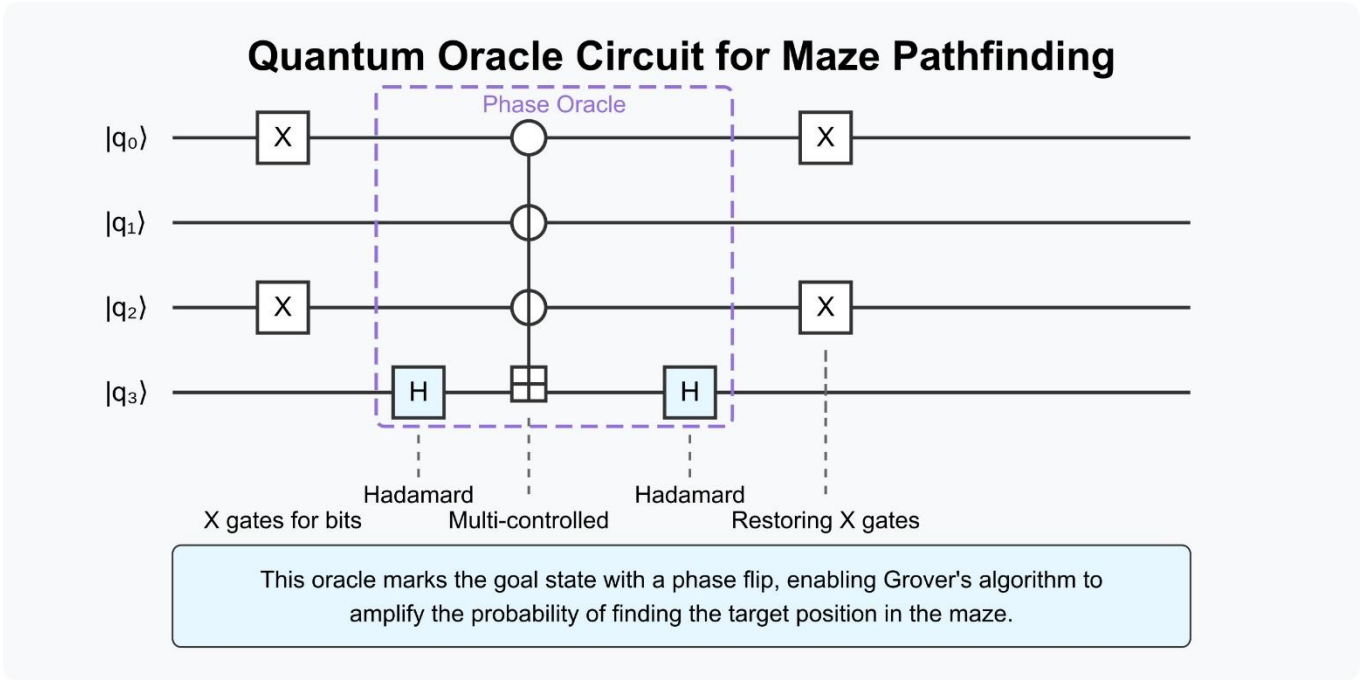 Quantum Oracle Circuit for Maze Pathfinding
Phase Oracle
|q₀⟩ X X
|q₁⟩
|q₂⟩ X X
|q₃⟩ H H
Hadamard Hadamard
X gates for bits Multi-controlled Restoring X gates
This oracle marks the goal state with a phase flip, enabling Grover's algorithm to
amplify the probability of finding the target position in the maze.